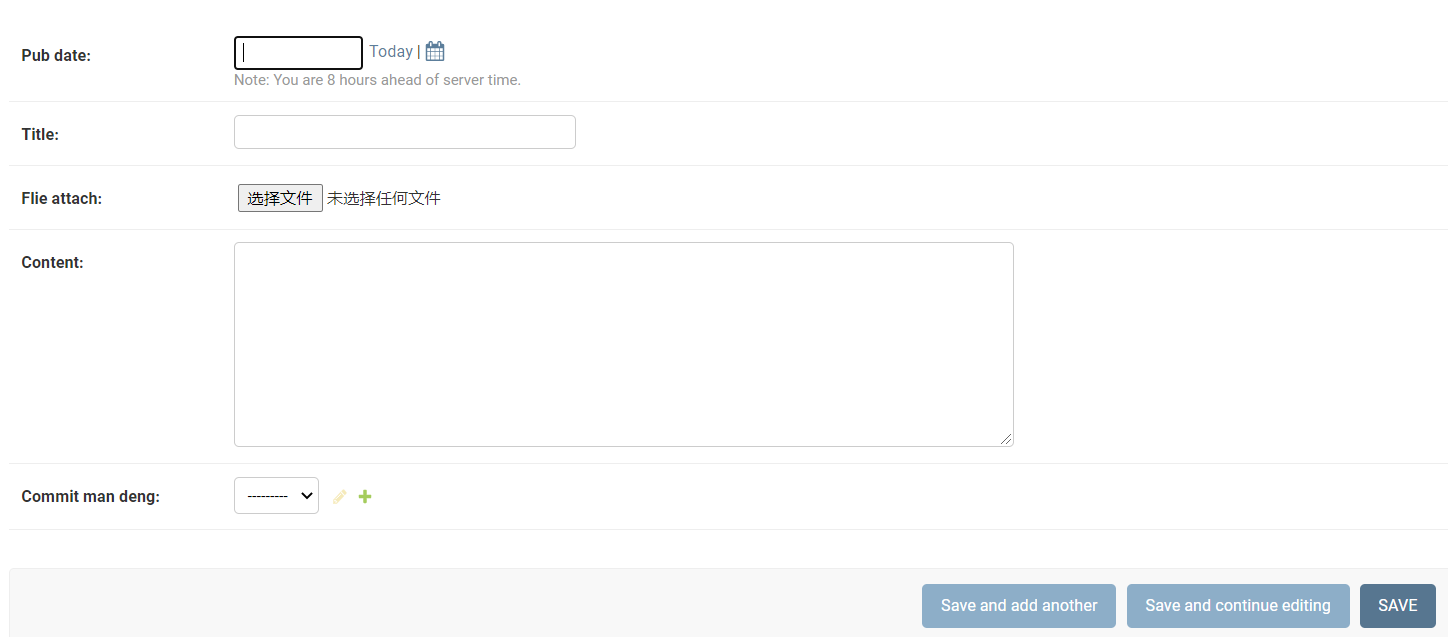 Pub date:
Today |
Note: You are 8 hours ahead of server time.
Title:
Flie attach:
选择文件 未选择任何文件
Content:
Commit man deng:
---------
Save and add another
Save and continue editing
SAVE